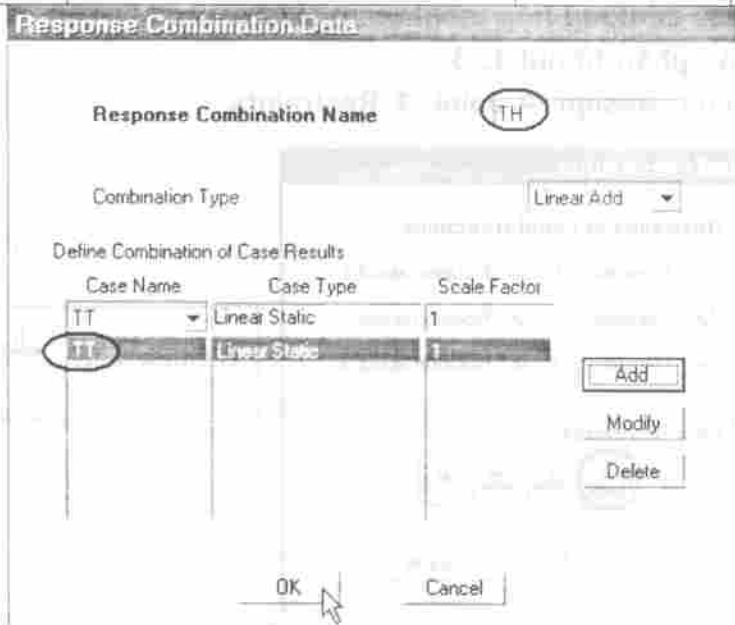 Response Combination Data
Response Combination Name TH
Combination Type Linear Add
Define Combination of Case Results
Case Name Case Type Scale Factor
TT Linear Static 1
TT Linear Static 1
Add
Modify
Delete
OK Cancel